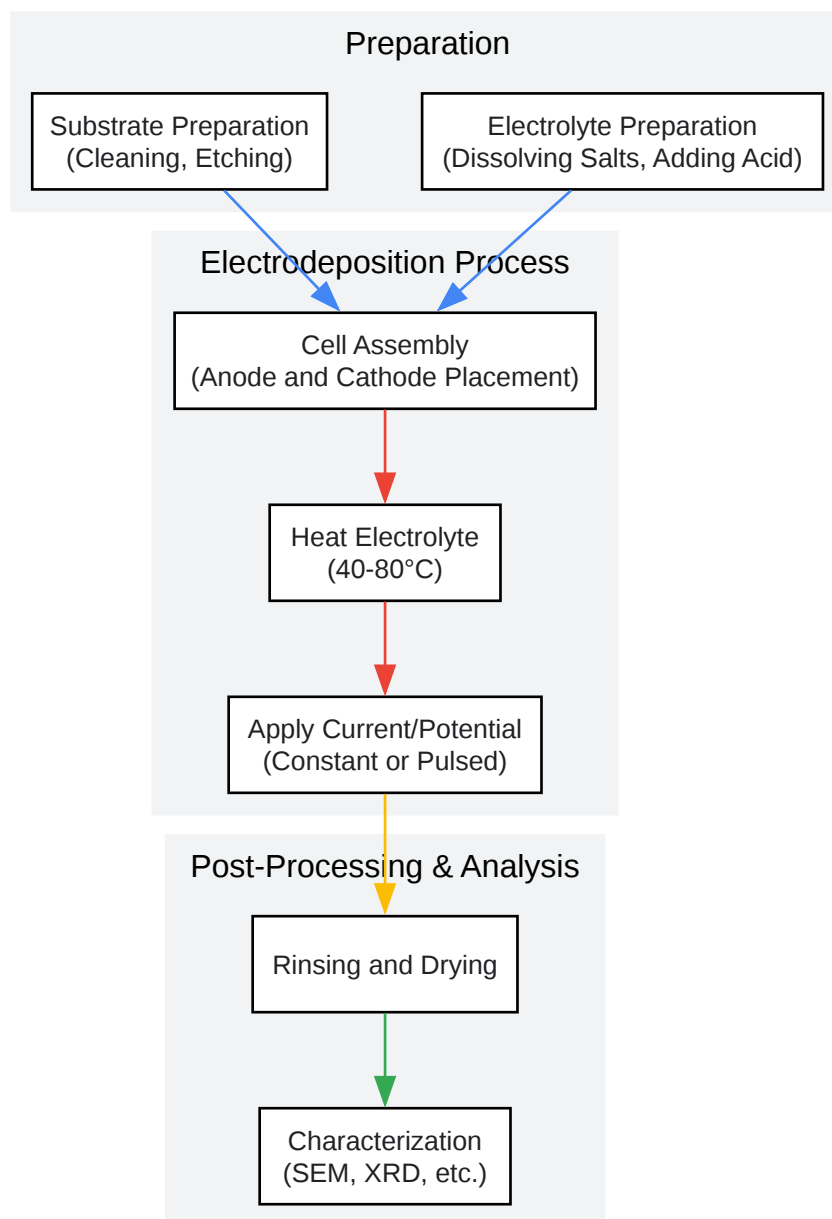 Preparation
Substrate Preparation
(Cleaning, Etching)
Electrolyte Preparation
(Dissolving Salts, Adding Acid)
Electrodeposition Process
Cell Assembly
(Anode and Cathode Placement)
Heat Electrolyte
(40-80°C)
Apply Current/Potential
(Constant or Pulsed)
Post-Processing & Analysis
Rinsing and Drying
Characterization
(SEM, XRD, etc.)